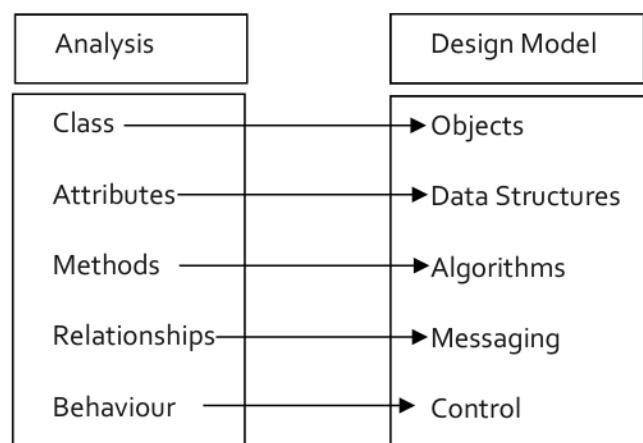 Analysis
Design Model
Class
Objects
Attributes
Data Structures
Methods
Algorithms
Relationships
Messaging
Behaviour
Control